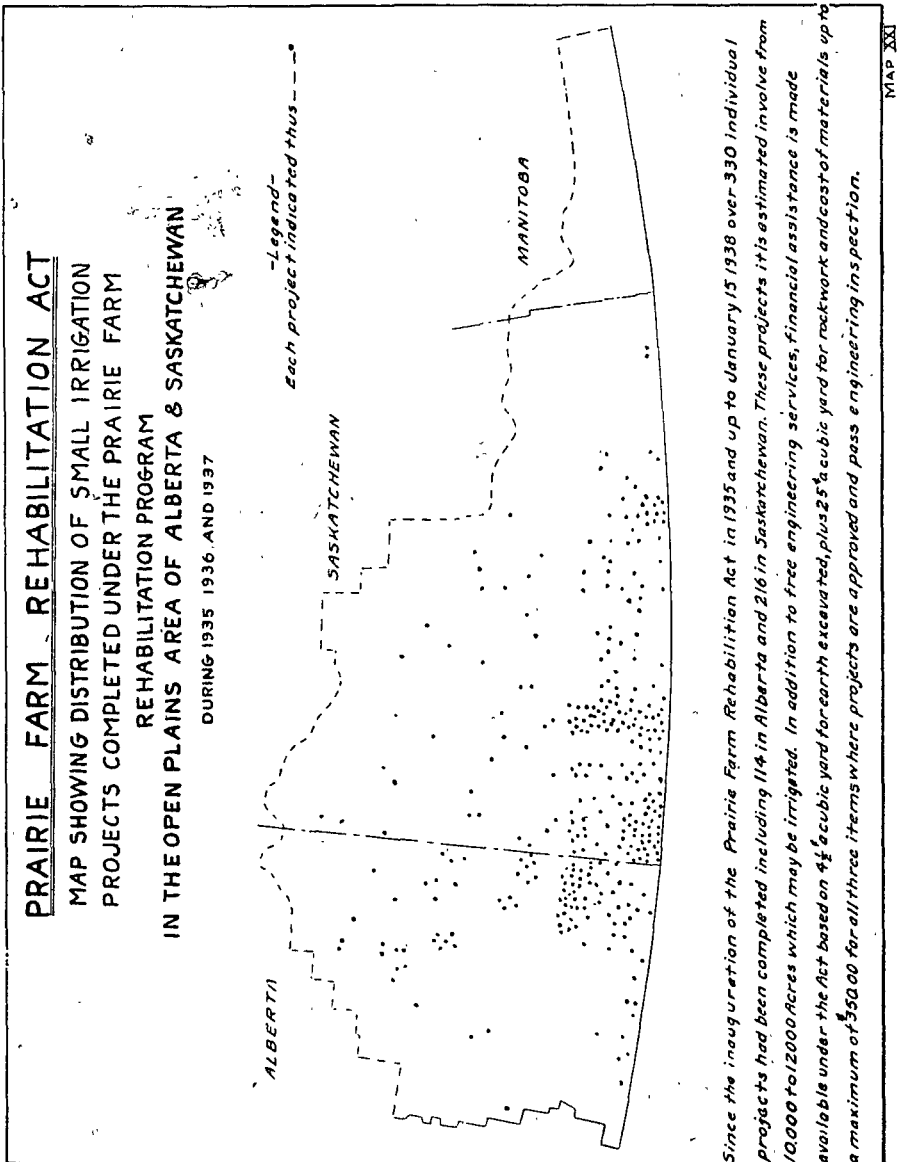 PRAIRIE FARM REHABILITATION ACT
MAP SHOWING DISTRIBUTION OF SMALL IRRIGATION
PROJECTS COMPLETED UNDER THE PRAIRIE FARM
REHABILITATION PROGRAM
IN THE OPEN PLAINS AREA OF ALBERTA & SASKATCHEWAN
DURING 1935 1936 AND 1937
-Legend-
Each project indicated thus---•
ALBERTA
SASKATCHEWAN
MANITOBA
Since the inauguration of the Prairie Farm Rehabilition Act in 1935 and up to January 15 1938 over 330 individual
projects had been completed including 114 in Alberta and 216 in Saskatchewan. These projects it is estimated involve from
10,000 to 12000 Acres which may be irrigated. In addition to free engineering services, financial assistance is made
available under the Act based on 4½¢ a cubic yard for earth excavated, plus 25¢ a cubic yard for rockwork and cost of materials up to
a maximum of $350.00 for all three items where projects are approved and pass engineering inspection.
MAP XXI